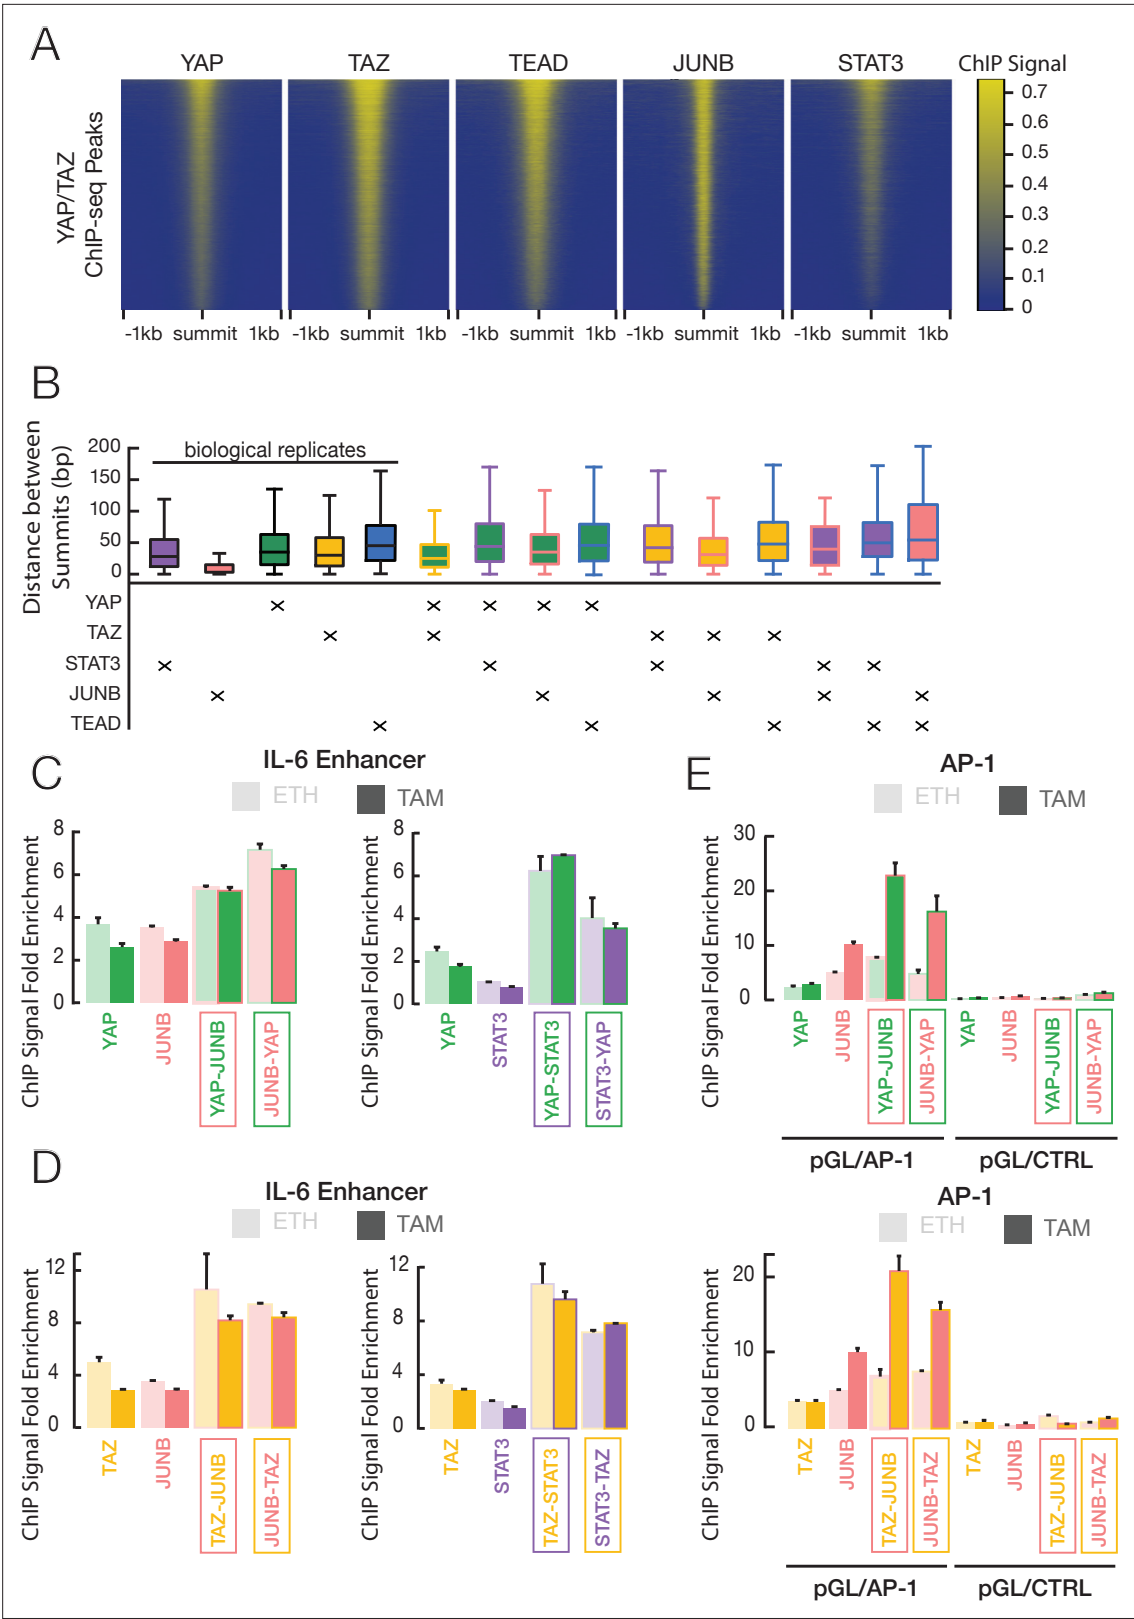 A
YAP TAZ TEAD JUNB STAT3 ChIP Signal
YAP/TAZ
ChIP-seq Peaks
0.7
0.6
0.5
0.4
0.3
0.2
0.1
0
-1kb summit 1kb -1kb summit 1kb -1kb summit 1kb -1kb summit 1kb -1kb summit 1kb
B
Distance between
Summits (bp)
biological replicates
200
150
100
50
0
YAP
TAZ
STAT3
JUNB
TEAD
C
IL-6 Enhancer
ETH TAM
ChIP Signal Fold Enrichment
8
6
4
2
0
YAP
JUNB
YAP-JUNB
JUNB-YAP
ChIP Signal Fold Enrichment
8
6
4
2
0
YAP
STAT3
YAP-STAT3
STAT3-YAP
E
AP-1
ETH TAM
ChIP Signal Fold Enrichment
30
20
10
0
YAP
JUNB
YAP-JUNB
JUNB-YAP
YAP
JUNB
YAP-JUNB
JUNB-YAP
pGL/AP-1 pGL/CTRL
D
IL-6 Enhancer
ETH TAM
ChIP Signal Fold Enrichment
12
8
4
0
TAZ
JUNB
TAZ-JUNB
JUNB-TAZ
ChIP Signal Fold Enrichment
12
8
4
0
TAZ
STAT3
TAZ-STAT3
STAT3-TAZ
AP-1
ETH TAM
ChIP Signal Fold Enrichment
20
10
0
TAZ
JUNB
TAZ-JUNB
JUNB-TAZ
TAZ
JUNB
TAZ-JUNB
JUNB-TAZ
pGL/AP-1 pGL/CTRL